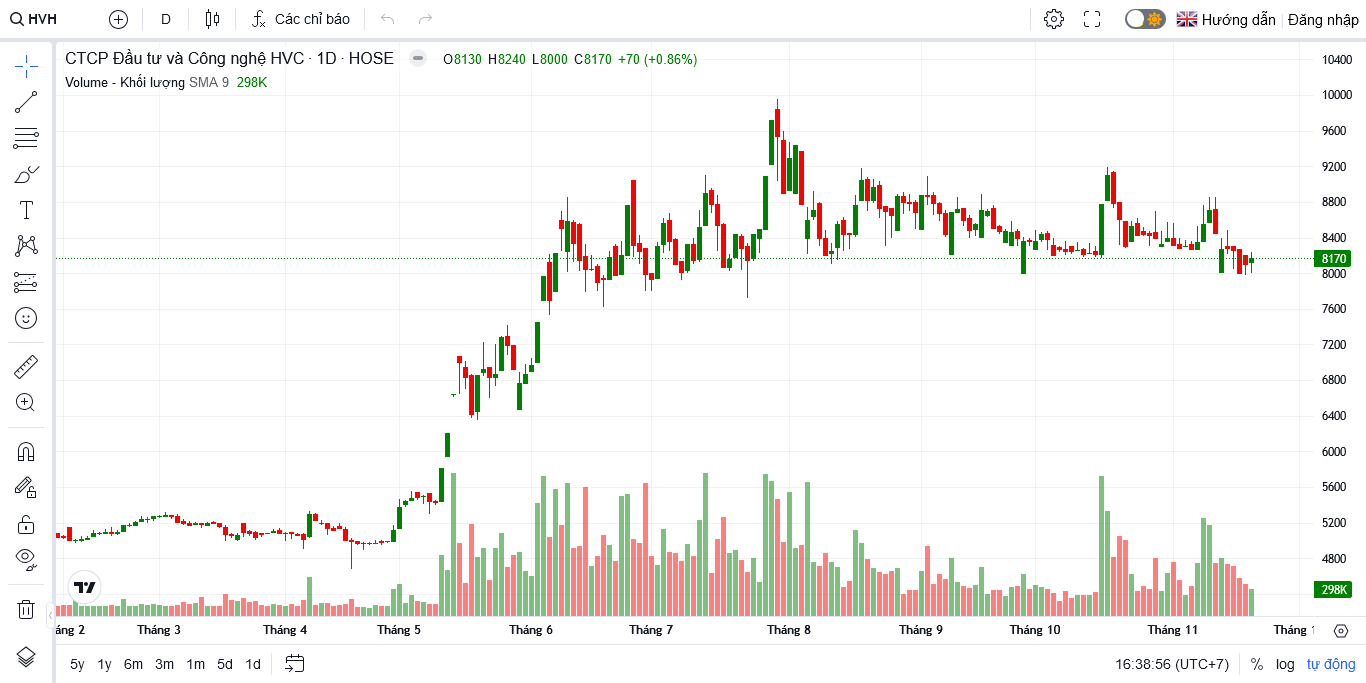 HVH D Các chỉ báo Hướng dẫn Đăng nhập
CTCP Đầu tư và Công nghệ HVC · 1D · HOSE O8130 H8240 L8000 C8170 +70 (+0.86%)
Volume - Khối lượng SMA 9 298K
10400
10000
9600
9200
8800
8400
8170
8000
7600
7200
6800
6400
6000
5600
5200
4800
298K
áng 2 Tháng 3 Tháng 4 Tháng 5 Tháng 6 Tháng 7 Tháng 8 Tháng 9 Tháng 10 Tháng 11 Tháng 1
5y 1y 6m 3m 1m 5d 1d 16:38:56 (UTC+7) % log tự động